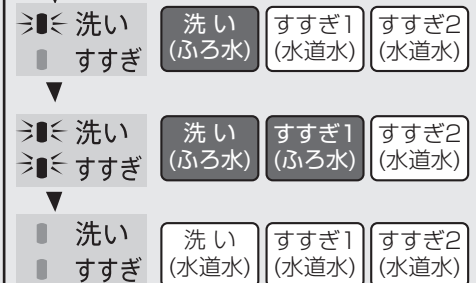 洗い
すすぎ
洗 い
(ふろ水)
すすぎ1
(水道水)
すすぎ2
(水道水)
▼
洗い
すすぎ
洗 い
(ふろ水)
すすぎ1
(ふろ水)
すすぎ2
(水道水)
▼
洗い
すすぎ
洗 い
(水道水)
すすぎ1
(水道水)
すすぎ2
(水道水)